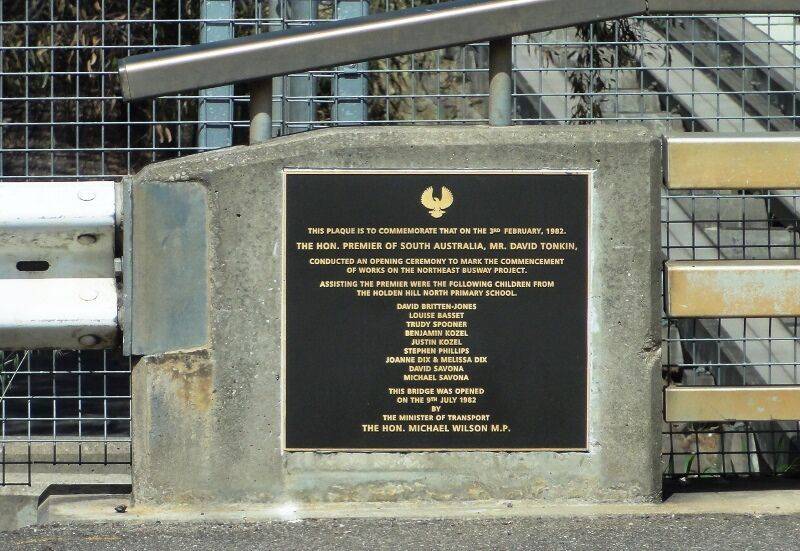 THIS PLAQUE IS TO COMMEMORATE THAT ON THE 3RD FEBRUARY, 1982.
THE HON. PREMIER OF SOUTH AUSTRALIA, MR. DAVID TONKIN,
CONDUCTED AN OPENING CEREMONY TO MARK THE COMMENCEMENT
OF WORKS ON THE NORTHEAST BUSWAY PROJECT.
ASSISTING THE PREMIER WERE THE FOLLOWING CHILDREN FROM
THE HOLDEN HILL NORTH PRIMARY SCHOOL.
DAVID BRITTEN-JONES
LOUISE BASSET
TRUDY SPOONER
BENJAMIN KOZEL
JUSTIN KOZEL
STEPHEN PHILLIPS
JOANNE DIX & MELISSA DIX
DAVID SAVONA
MICHAEL SAVONA
THIS BRIDGE WAS OPENED
ON THE 9TH JULY 1982
BY
THE MINISTER OF TRANSPORT
THE HON. MICHAEL WILSON M.P.